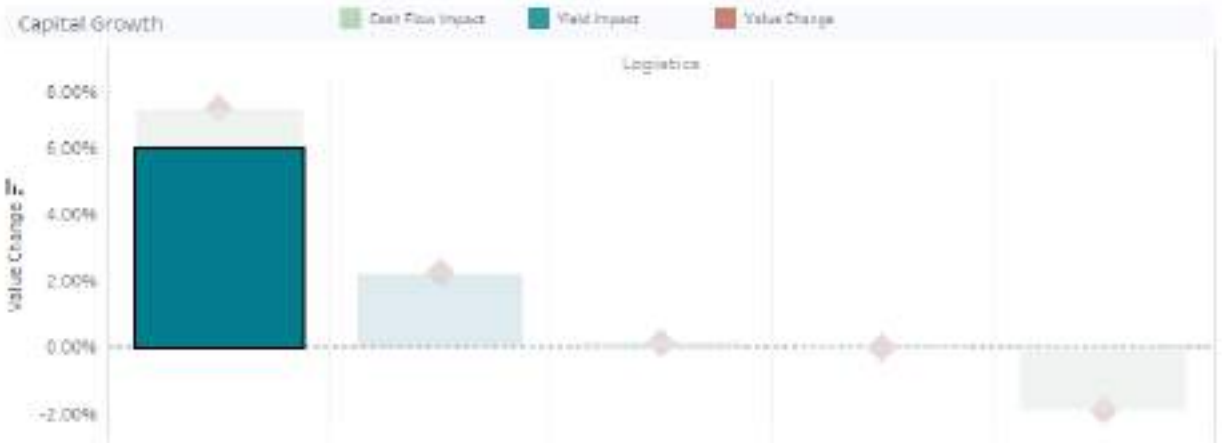 Capital Growth
Cash Flow Impact
Yield Impact
Value Change
Logistics
8.00%
6.00%
4.00%
2.00%
0.00%
-2.00%
Value Change